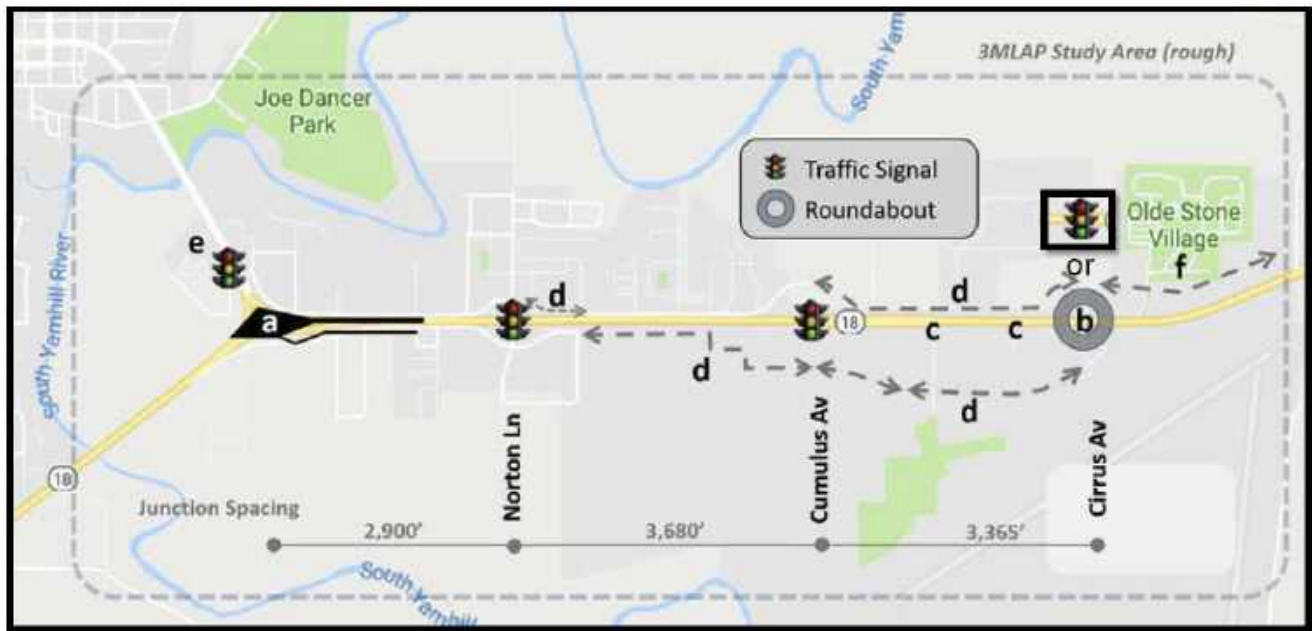 3MLAP Study Area (rough)
Joe Dancer
Park
South Yam
Traffic Signal
Roundabout
Olde Stone
Village
or
e
f
South Yamhill River
a
d
d
18
c
c
b
d
d
Norton Ln
Cumulus Av
Cirrus Av
18
Junction Spacing
2,900’
3,680’
3,365’
South Yamhill